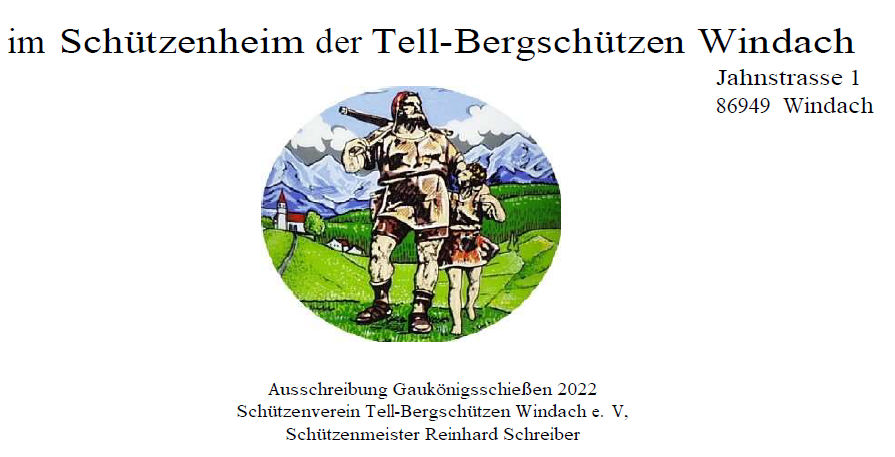 im Schützenheim der Tell-Bergschützen Windach
Jahnstrasse 1
86949 Windach
Ausschreibung Gaukönigsschießen 2022
Schützenverein Tell-Bergschützen Windach e. V,
Schützenmeister Reinhard Schreiber